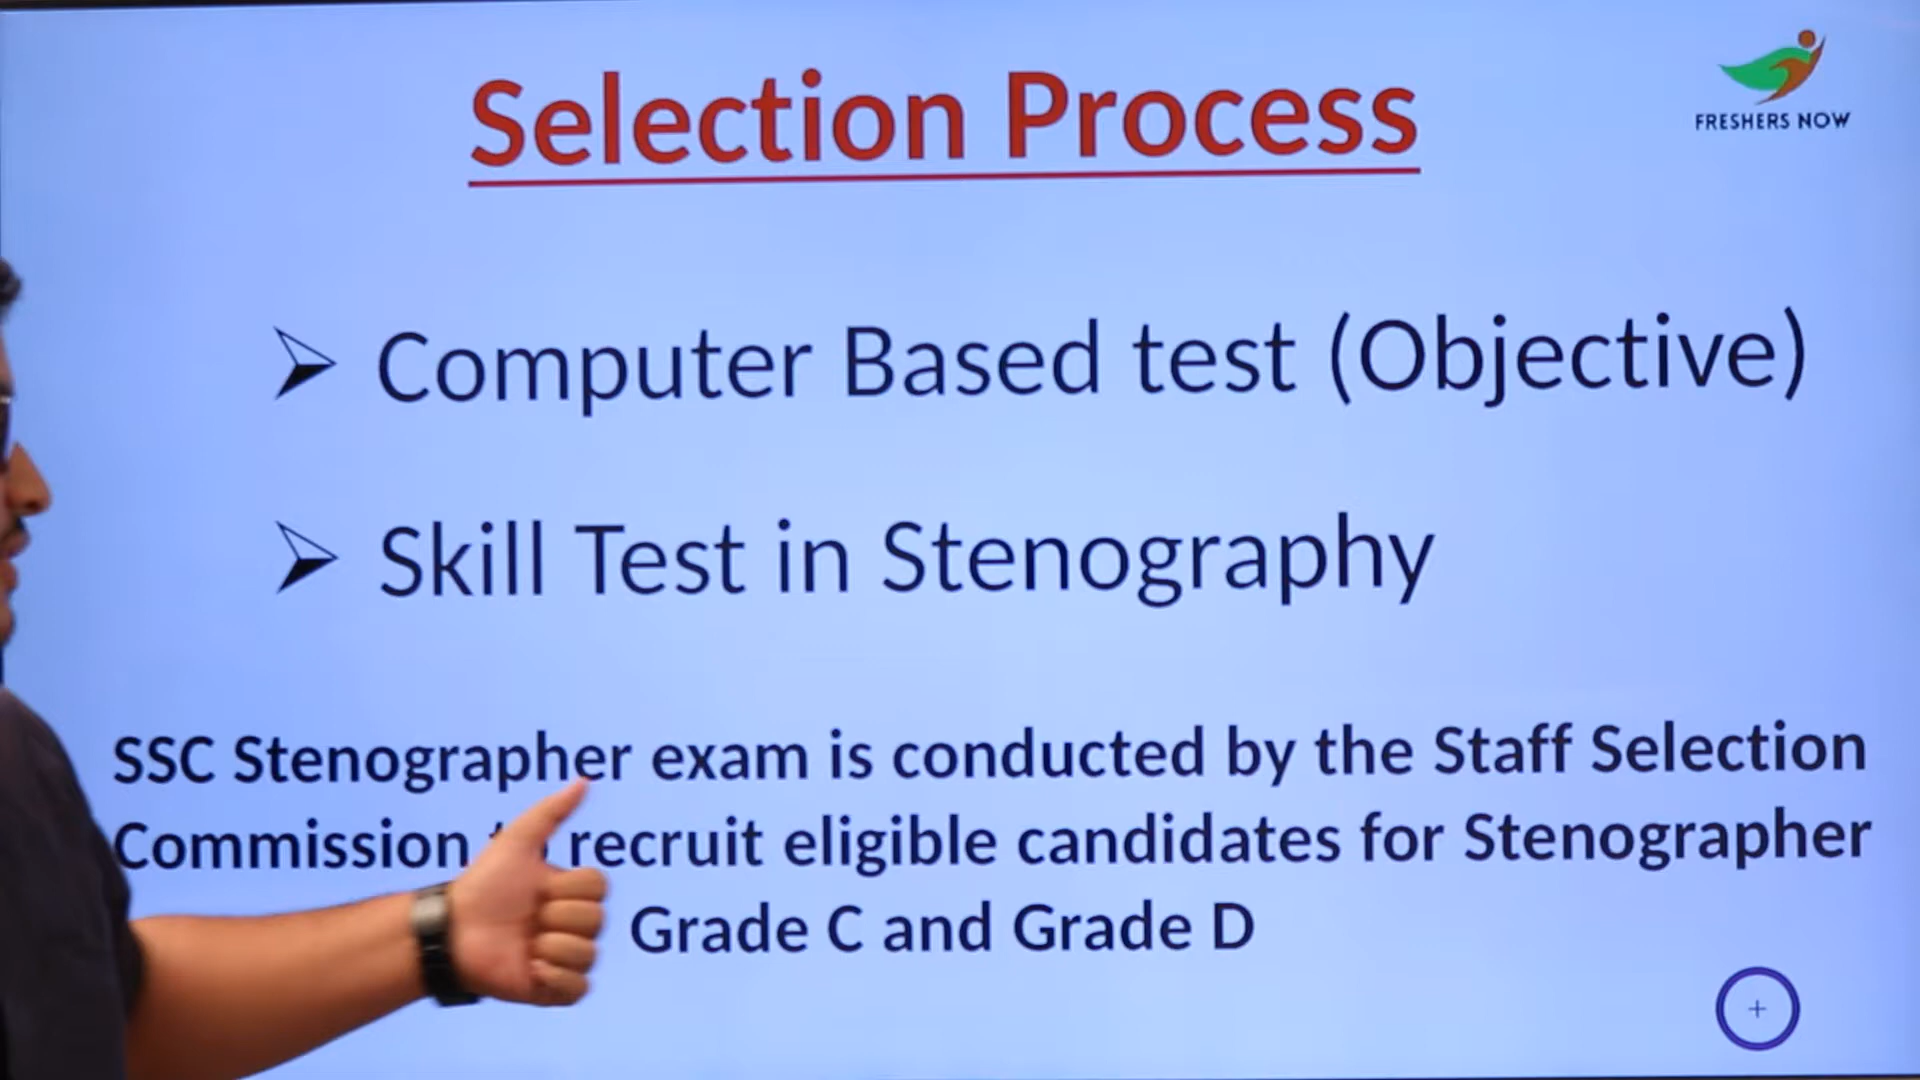 Selection Process
FRESHERS NOW
Computer Based test (Objective)
Skill Test in Stenography
SSC Stenographer exam is conducted by the Staff Selection
Commission recruit eligible candidates for Stenographer
Grade C and Grade D